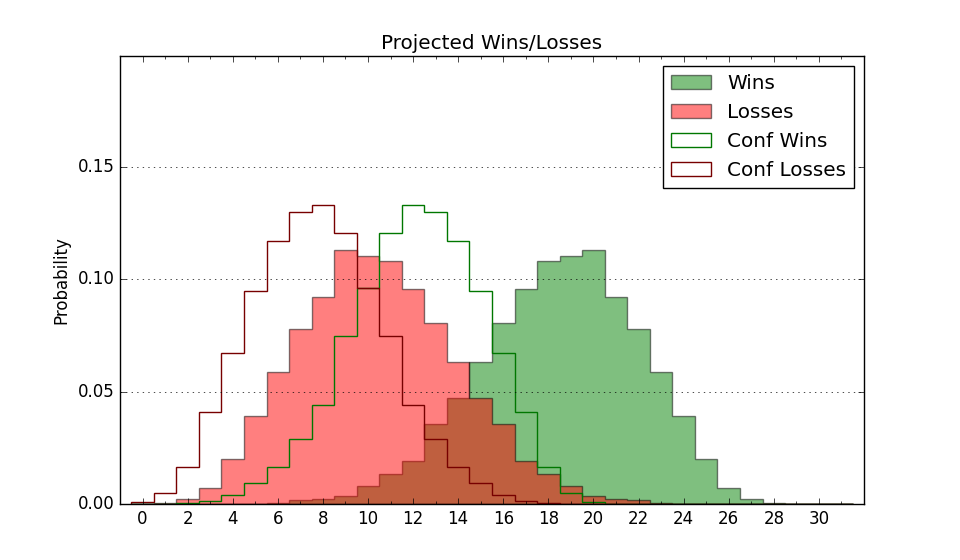 Projected Wins/Losses
Wins
Losses
Conf Wins
Conf Losses
Probability
0.15
0.10
0.05
0.00
0 2 4 6 8 10 12 14 16 18 20 22 24 26 28 30